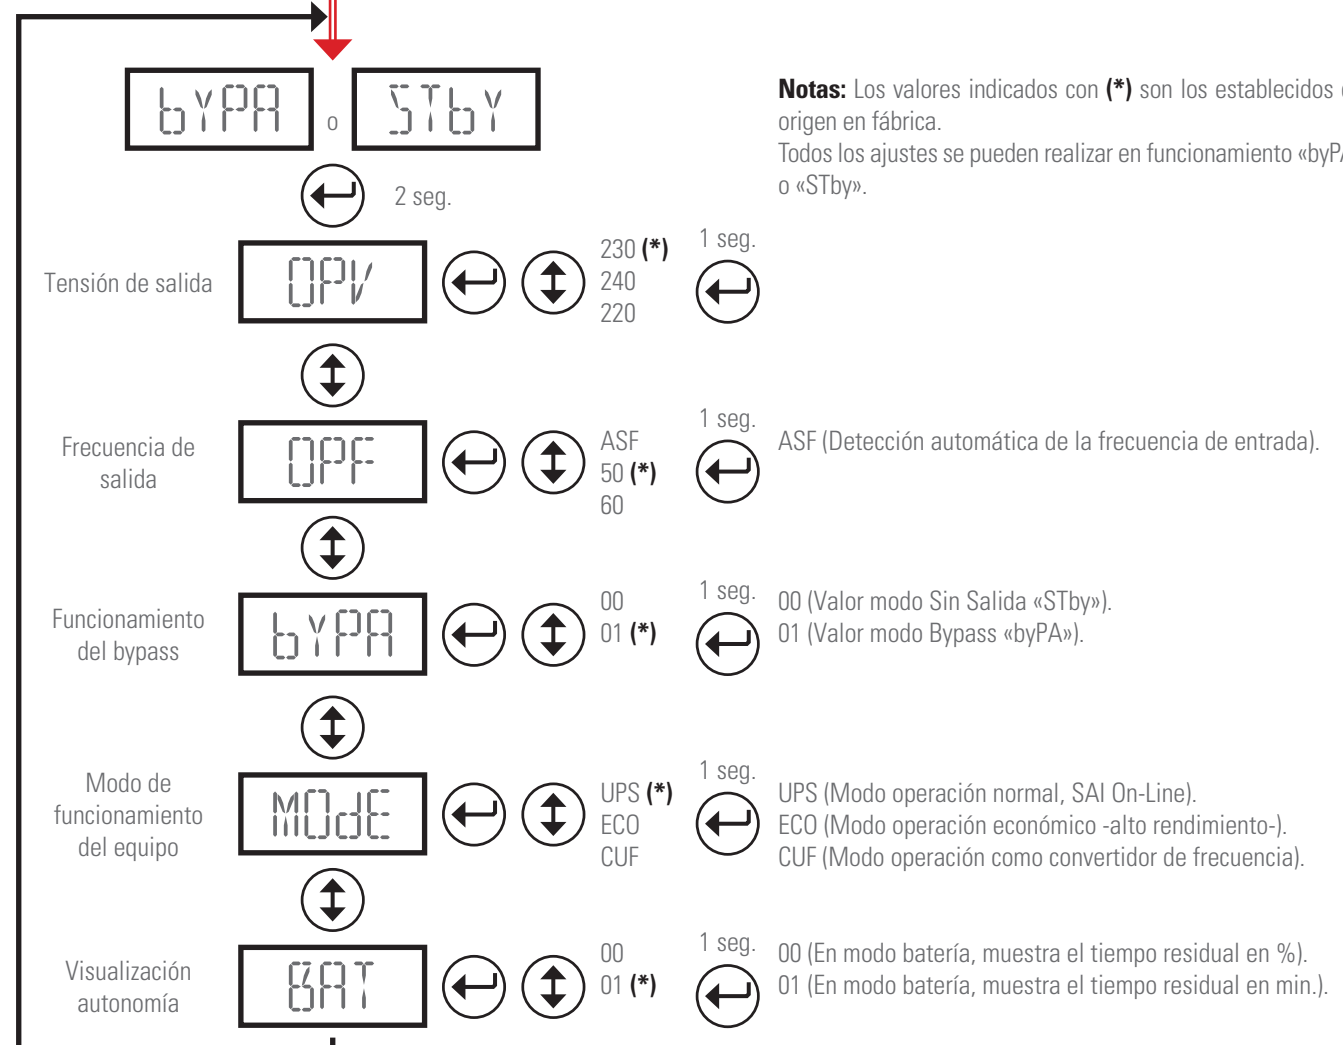 bYPA
o
STbY
Notas: Los valores indicados con (*) son los establecidos
origen en fábrica.
Todos los ajustes se pueden realizar en funcionamiento «byPA
o «STby».
2 seg.
Tensión de salida
OPV
230 (*)
240
220
1 seg.
Frecuencia de
salida
OPF
ASF
50 (*)
60
1 seg.
ASF (Detección automática de la frecuencia de entrada).
Funcionamiento
del bypass
bYPA
00
01 (*)
1 seg.
00 (Valor modo Sin Salida «STby»).
01 (Valor modo Bypass «byPA»).
Modo de
funcionamiento
del equipo
MOdE
UPS (*)
ECO
CUF
1 seg.
UPS (Modo operación normal, SAI On-Line).
ECO (Modo operación económico -alto rendimiento-).
CUF (Modo operación como convertidor de frecuencia).
Visualización
autonomía
BAT
00
01 (*)
1 seg.
00 (En modo batería, muestra el tiempo residual en %).
01 (En modo batería, muestra el tiempo residual en min.).